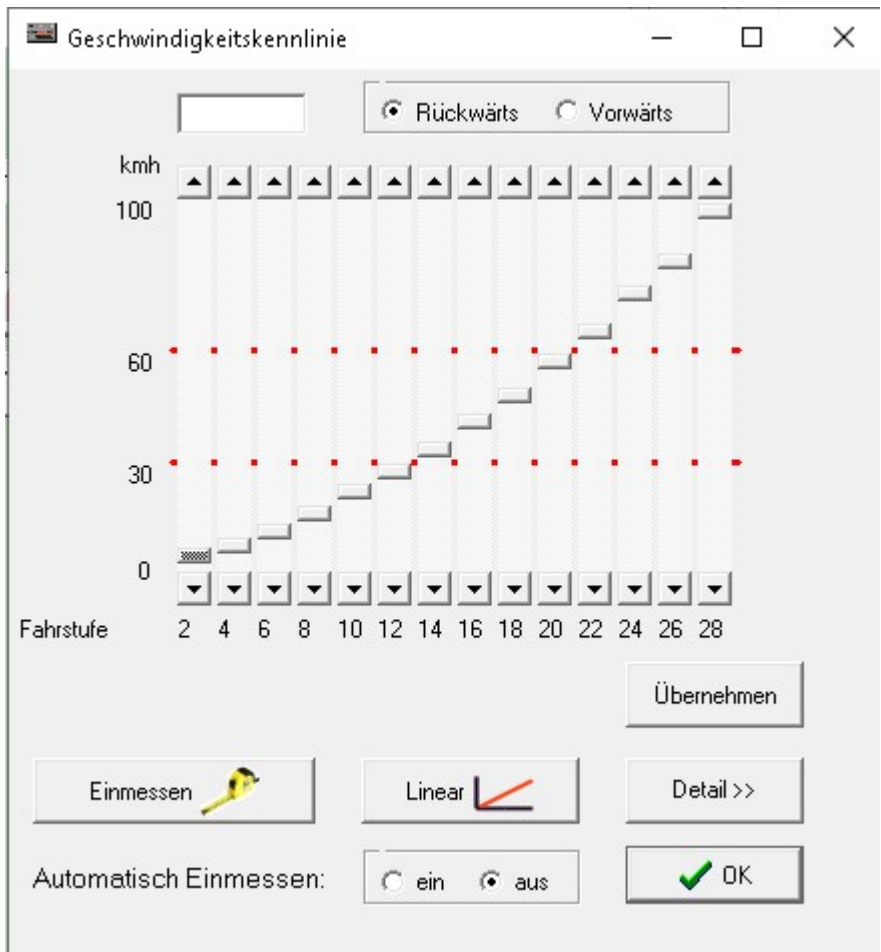 Geschwindigkeitskennlinie
Rückwärts Vorwärts
kmh
100
60
30
0
Fahrstufe 2 4 6 8 10 12 14 16 18 20 22 24 26 28
Übernehmen
Einmessen Linear Detail >>
Automatisch Einmessen: ein aus OK